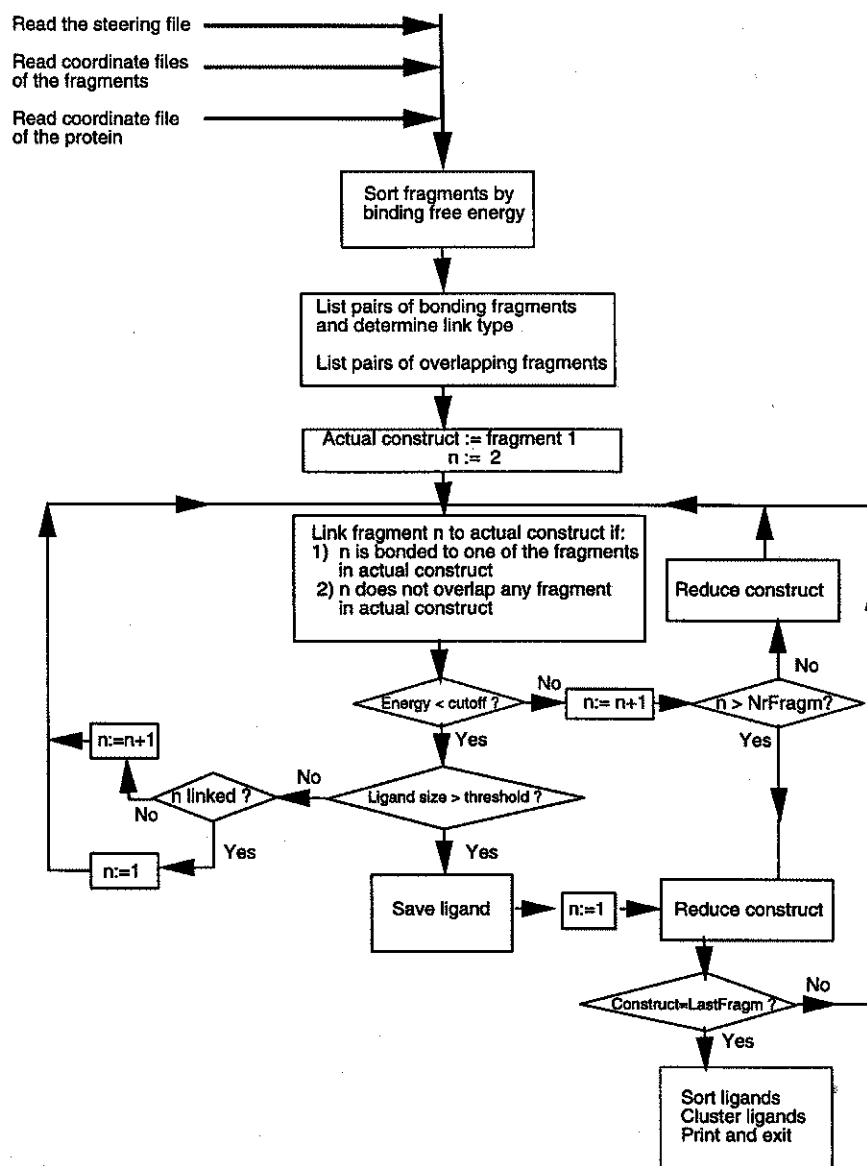 Read the steering file
Read coordinate files
of the fragments
Read coordinate file
of the protein
Sort fragments by
binding free energy
List pairs of bonding fragments
and determine link type
List pairs of overlapping fragments
Actual construct := fragment 1
n := 2
Link fragment n to actual construct if:
1) n is bonded to one of the fragments
in actual construct
2) n does not overlap any fragment
in actual construct
Reduce construct
No
Energy < cutoff ?
No
n:= n+1
n > NrFragm?
Yes
Yes
n:=n+1
No
n linked ?
No
Ligand size > threshold ?
Yes
n:=1
Yes
Save ligand
n:=1
Reduce construct
Construct=LastFragm ?
No
Yes
Sort ligands
Cluster ligands
Print and exit